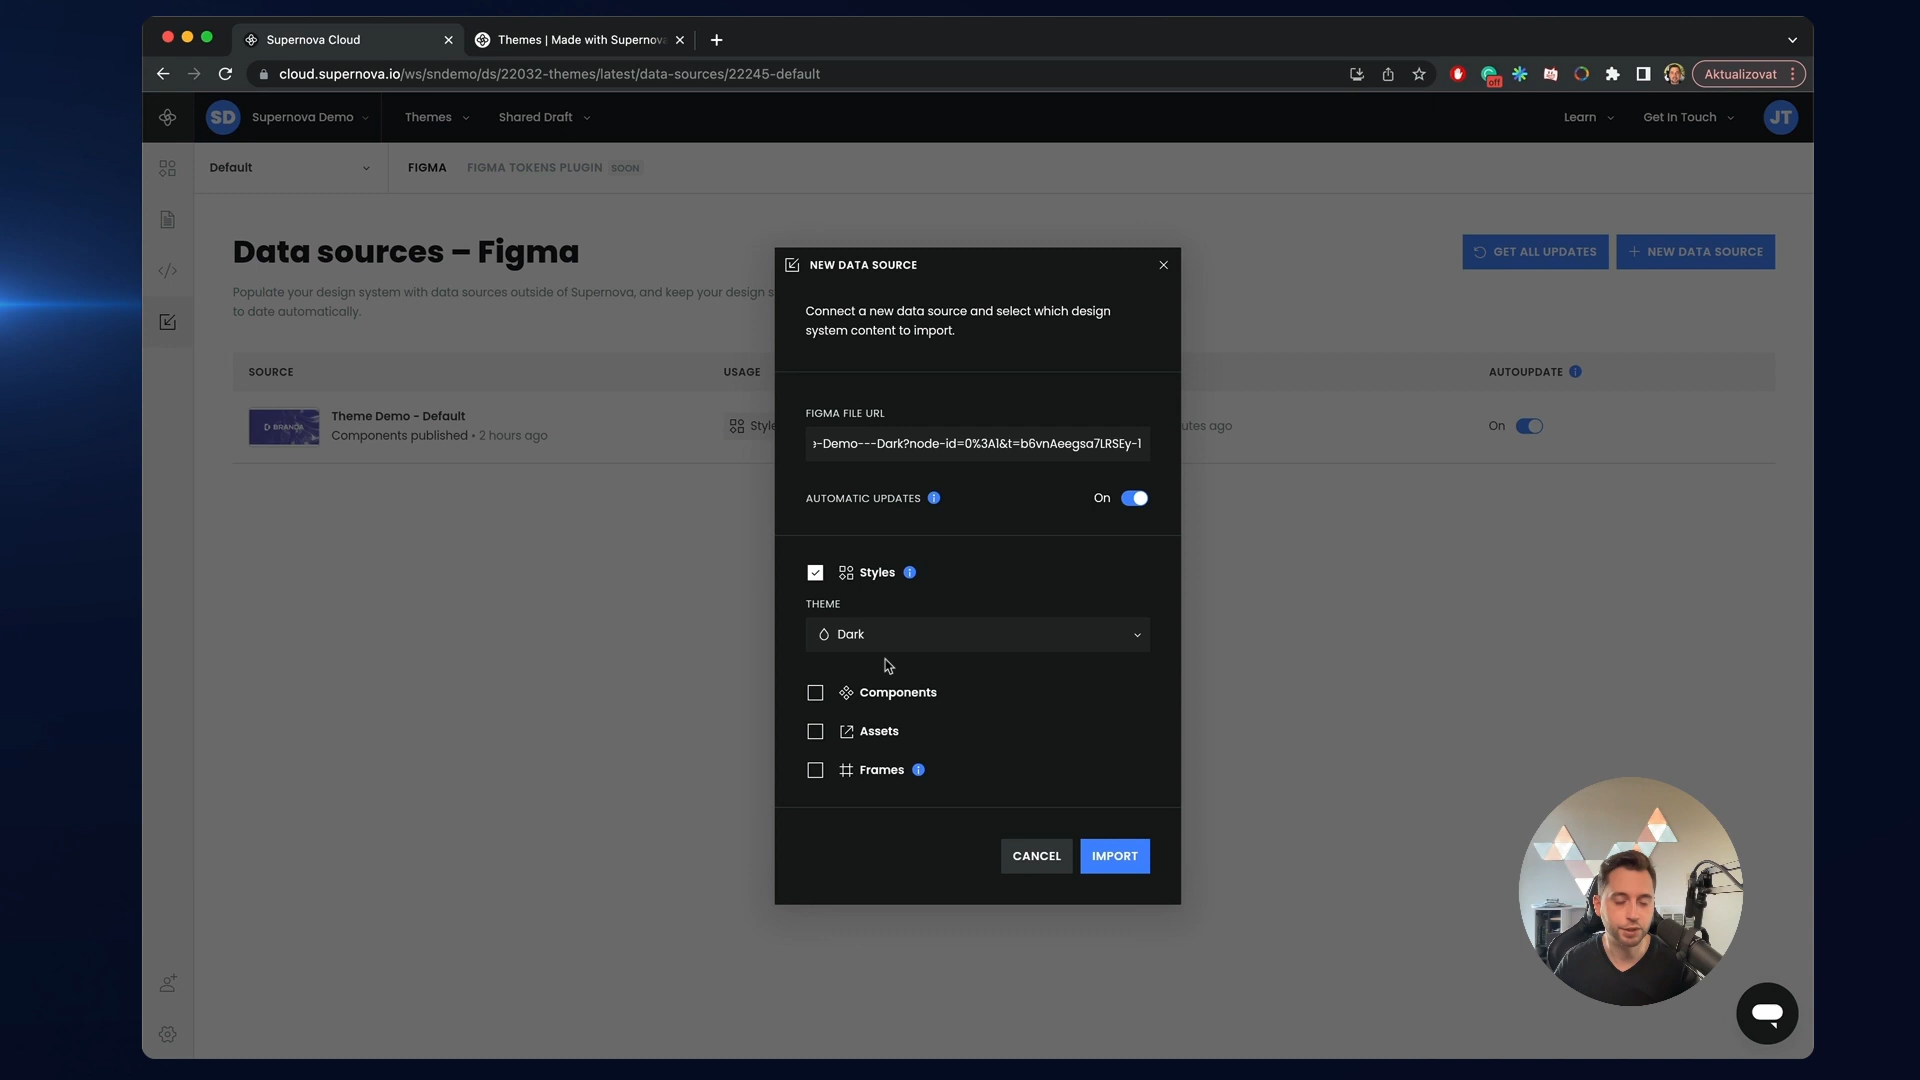 Supernova Cloud
Themes | Made with Supernova
cloud.supernova.io/ws/sndemo/ds/22032-themes/latest/data-sources/22245-default
off
Aktualizovat
SD
Supernova Demo
Themes
Shared Draft
Learn
Get In Touch
JT
Default
FIGMA
FIGMA TOKENS PLUGIN
SOON
Data sources – Figma
GET ALL UPDATES
NEW DATA SOURCE
Populate your design system with data sources outside of Supernova, and keep your design s
to date automatically.
SOURCE
USAGE
AUTOUPDATE
BRANDA
Theme Demo - Default
Components published • 2 hours ago
Style
utes ago
On
NEW DATA SOURCE
Connect a new data source and select which design
system content to import.
FIGMA FILE URL
e-Demo---Dark?node-id=0%3A1&t=b6vnAeegsa7LRSEy-1
AUTOMATIC UPDATES
On
Styles
THEME
Dark
Components
Assets
Frames
CANCEL
IMPORT